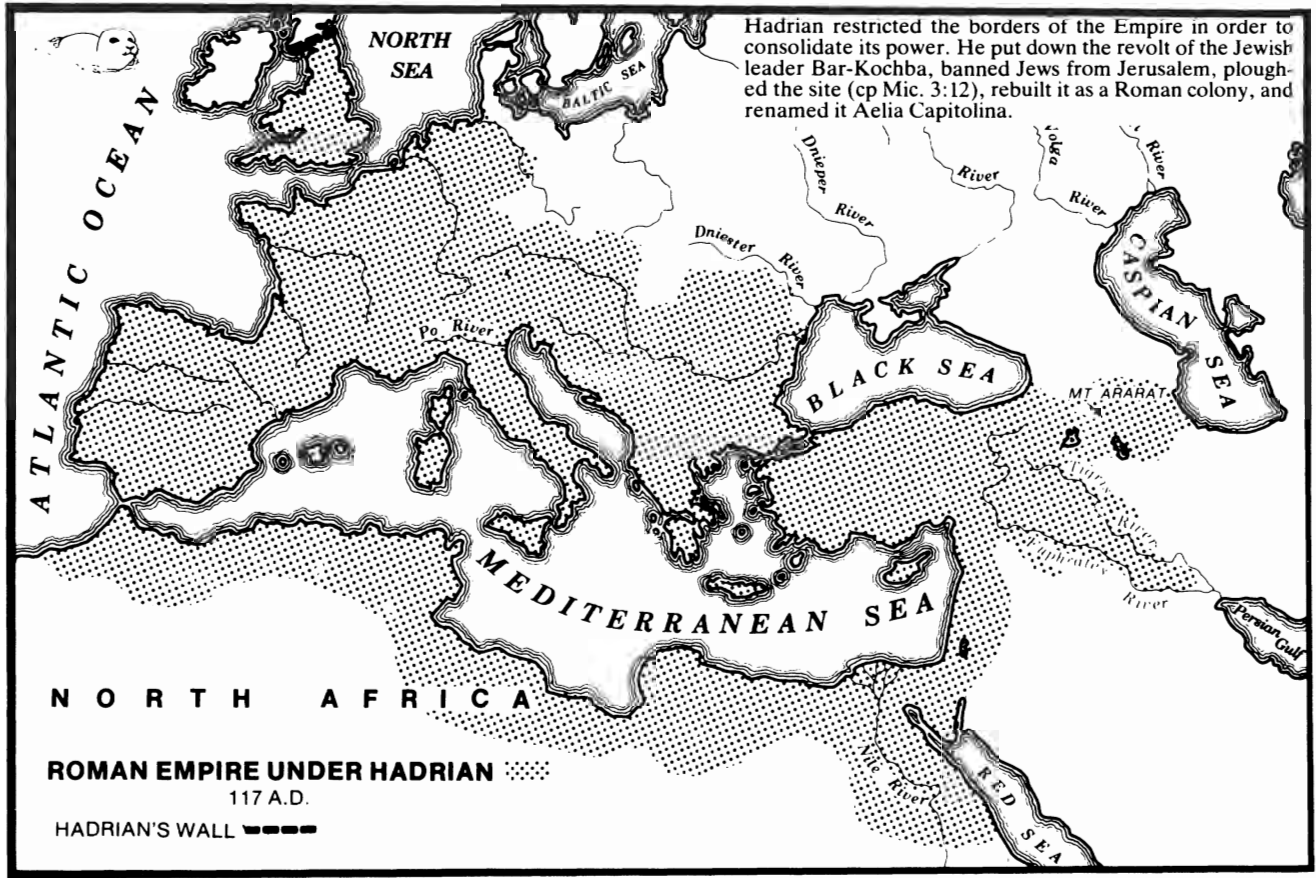 Hadrian restricted the borders of the Empire in order to
consolidate its power. He put down the revolt of the Jewish
leader Bar-Kochba, banned Jews from Jerusalem, plough-
ed the site (cp Mic. 3:12), rebuilt it as a Roman colony, and
renamed it Aelia Capitolina.
NORTH
SEA
BALTIC SEA
ATLANTIC OCEAN
Dnieper
River
River
River
River
Dniester
River
CASPIAN
SEA
Po River
BLACK SEA
MT ARARAT
River
Euphrates
River
Persian
Gulf
MEDITERRANEAN SEA
NORTH AFRICA
Nile River
RED
SEA
ROMAN EMPIRE UNDER HADRIAN
117 A.D.
HADRIAN'S WALL